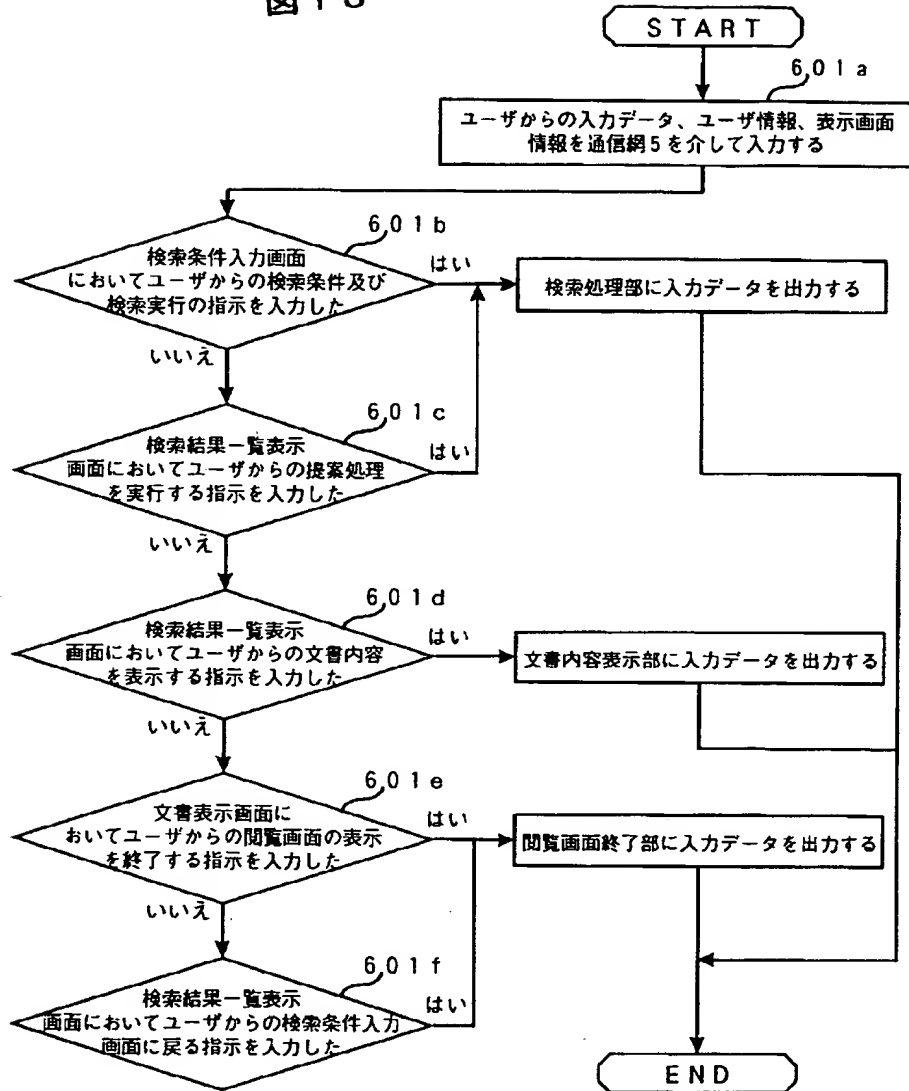 START
601a
ユーザからの入力データ、ユーザ情報、表示画面
情報を通信網5を介して入力する
601b
検索条件入力画面
においてユーザからの検索条件及び
検索実行の指示を入力した
はい
検索処理部に入力データを出力する
いいえ
601c
検索結果一覧表示
画面においてユーザからの提案処理
を実行する指示を入力した
はい
いいえ
601d
検索結果一覧表示
画面においてユーザからの文書内容
を表示する指示を入力した
はい
文書内容表示部に入力データを出力する
いいえ
601e
文書表示画面に
おいてユーザからの閲覧画面の表示
を終了する指示を入力した
はい
閲覧画面終了部に入力データを出力する
いいえ
601f
検索結果一覧表示
画面においてユーザからの検索条件入力
画面に戻る指示を入力した
はい
END